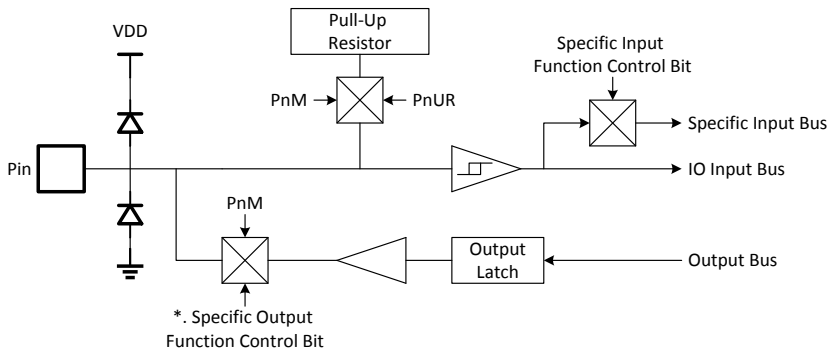 Pull-Up
Resistor
VDD
Specific Input
Function Control Bit
PnM
PnUR
Specific Input Bus
Pin
IO Input Bus
PnM
Output
Latch
Output Bus
*. Specific Output
Function Control Bit